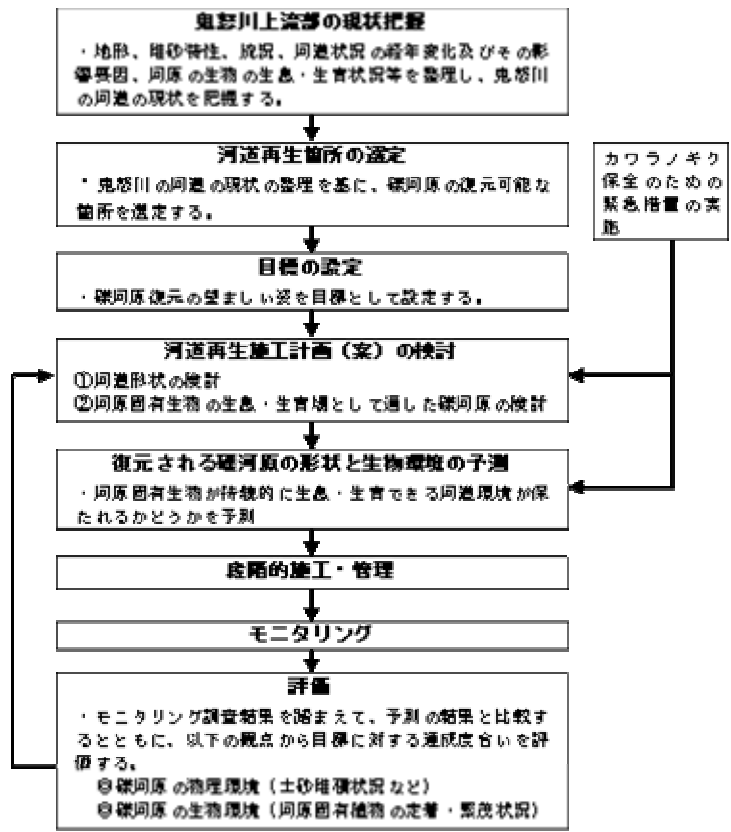 鬼怒川上流部の現状把握
・地形、堆砂特性、流況、河道状況の経年変化及びその影
響要因、河原の生物の生息・生育状況等を整理し、鬼怒川
の河道の現状を把握する。
河道再生箇所の選定
・鬼怒川の河道の現状の整理を基に、礫河原の復元可能な
箇所を選定する。
カワラノギク
保全のための
緊急措置の実
施
目標の設定
・礫河原復元の望ましい姿を目標として設定する。
河道再生施工計画（案）の検討
①河道形状の検討
②河原固有生物の生息・生育場として適した礫河原の検討
復元される礫河原の形状と生物環境の予測
・河原固有生物が持続的に生息・生育できる河道環境が保
たれるかどうかを予測
段階的施工・管理
モニタリング
評価
・モニタリング調査結果を踏まえて、予測の結果と比較す
るとともに、以下の観点から目標に対する達成度合いを評
価する。
◎礫河原の物理環境（土砂堆積状況など）
◎礫河原の生物環境（河原固有植物の定着・繁茂状況）